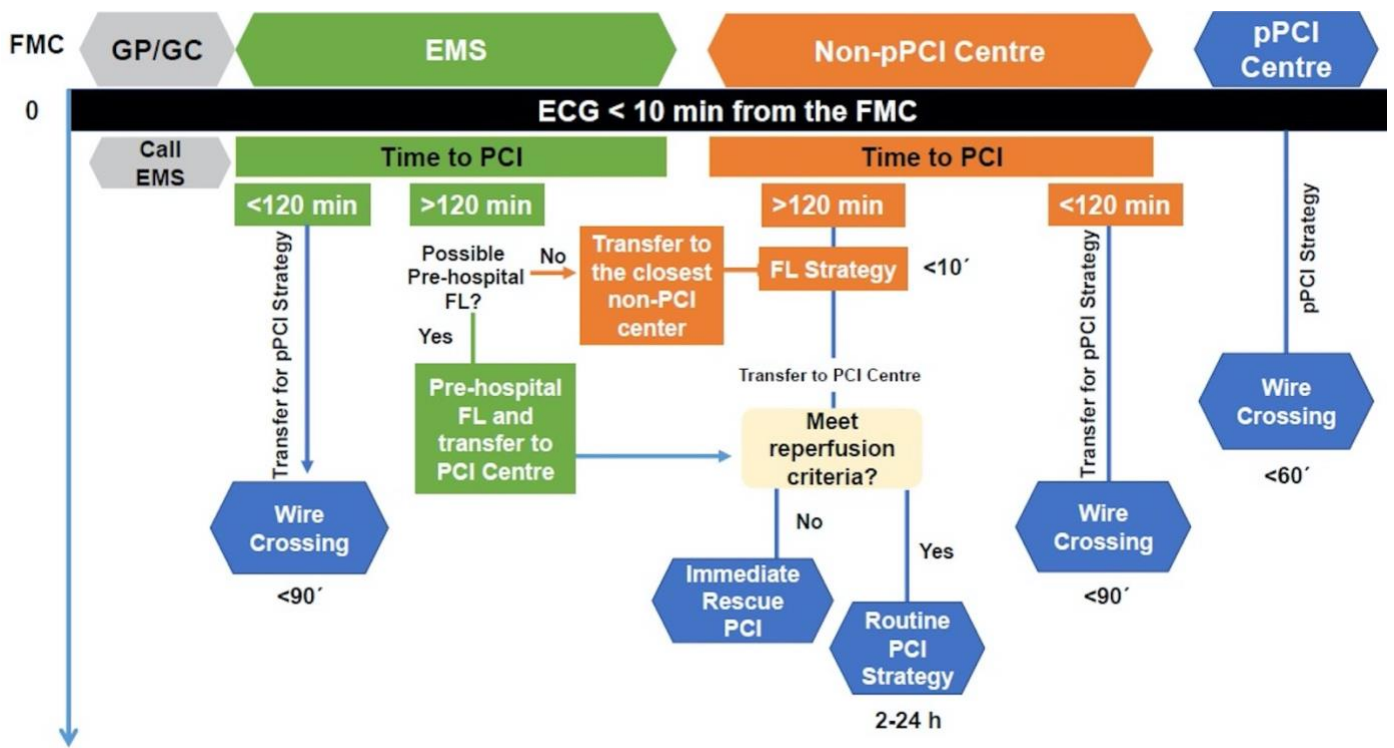 FMC
GP/GC
EMS
Non-pPCI Centre
pPCI
Centre
0
ECG < 10 min from the FMC
Call
EMS
Time to PCI
Time to PCI
<120 min
>120 min
>120 min
<120 min
Transfer for pPCI Strategy
Possible
Pre-hospital
FL?
No
Yes
Transfer to
the closest
non-PCI
center
FL Strategy
<10´
Transfer for pPCI Strategy
pPCI Strategy
Pre-hospital
FL and
transfer to
PCI Centre
Transfer to PCI Centre
Meet
reperfusion
criteria?
Wire
Crossing
<60´
Wire
Crossing
<90´
No
Yes
Wire
Crossing
<90´
Immediate
Rescue
PCI
Routine
PCI
Strategy
2-24 h